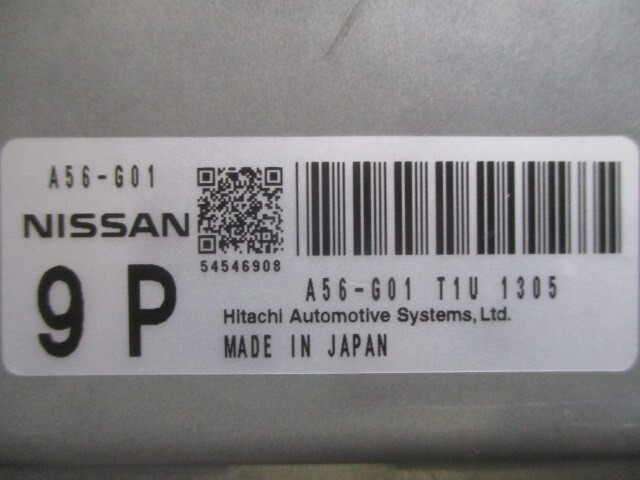 A56-G01
NISSAN
9 P
54546908
A56-G01 T1U 1305
Hitachi Automotive Systems, Ltd.
MADE IN JAPAN